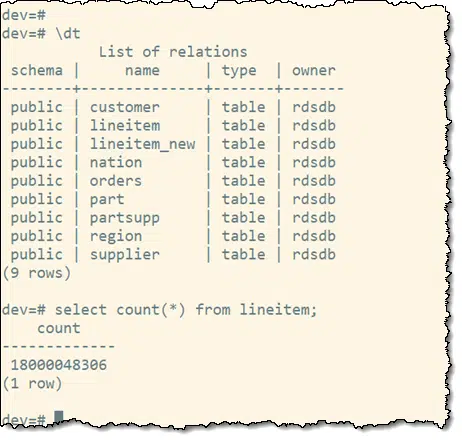 dev=#
dev=# \dt
List of relations
schema | name | type | owner
--------+--------------+-------+-------
public | customer | table | rdsdb
public | lineitem | table | rdsdb
public | lineitem_new | table | rdsdb
public | nation | table | rdsdb
public | orders | table | rdsdb
public | part | table | rdsdb
public | partsupp | table | rdsdb
public | region | table | rdsdb
public | supplier | table | rdsdb
(9 rows)
dev=# select count(*) from lineitem;
count
-------------
18000048306
(1 row)
dev=#